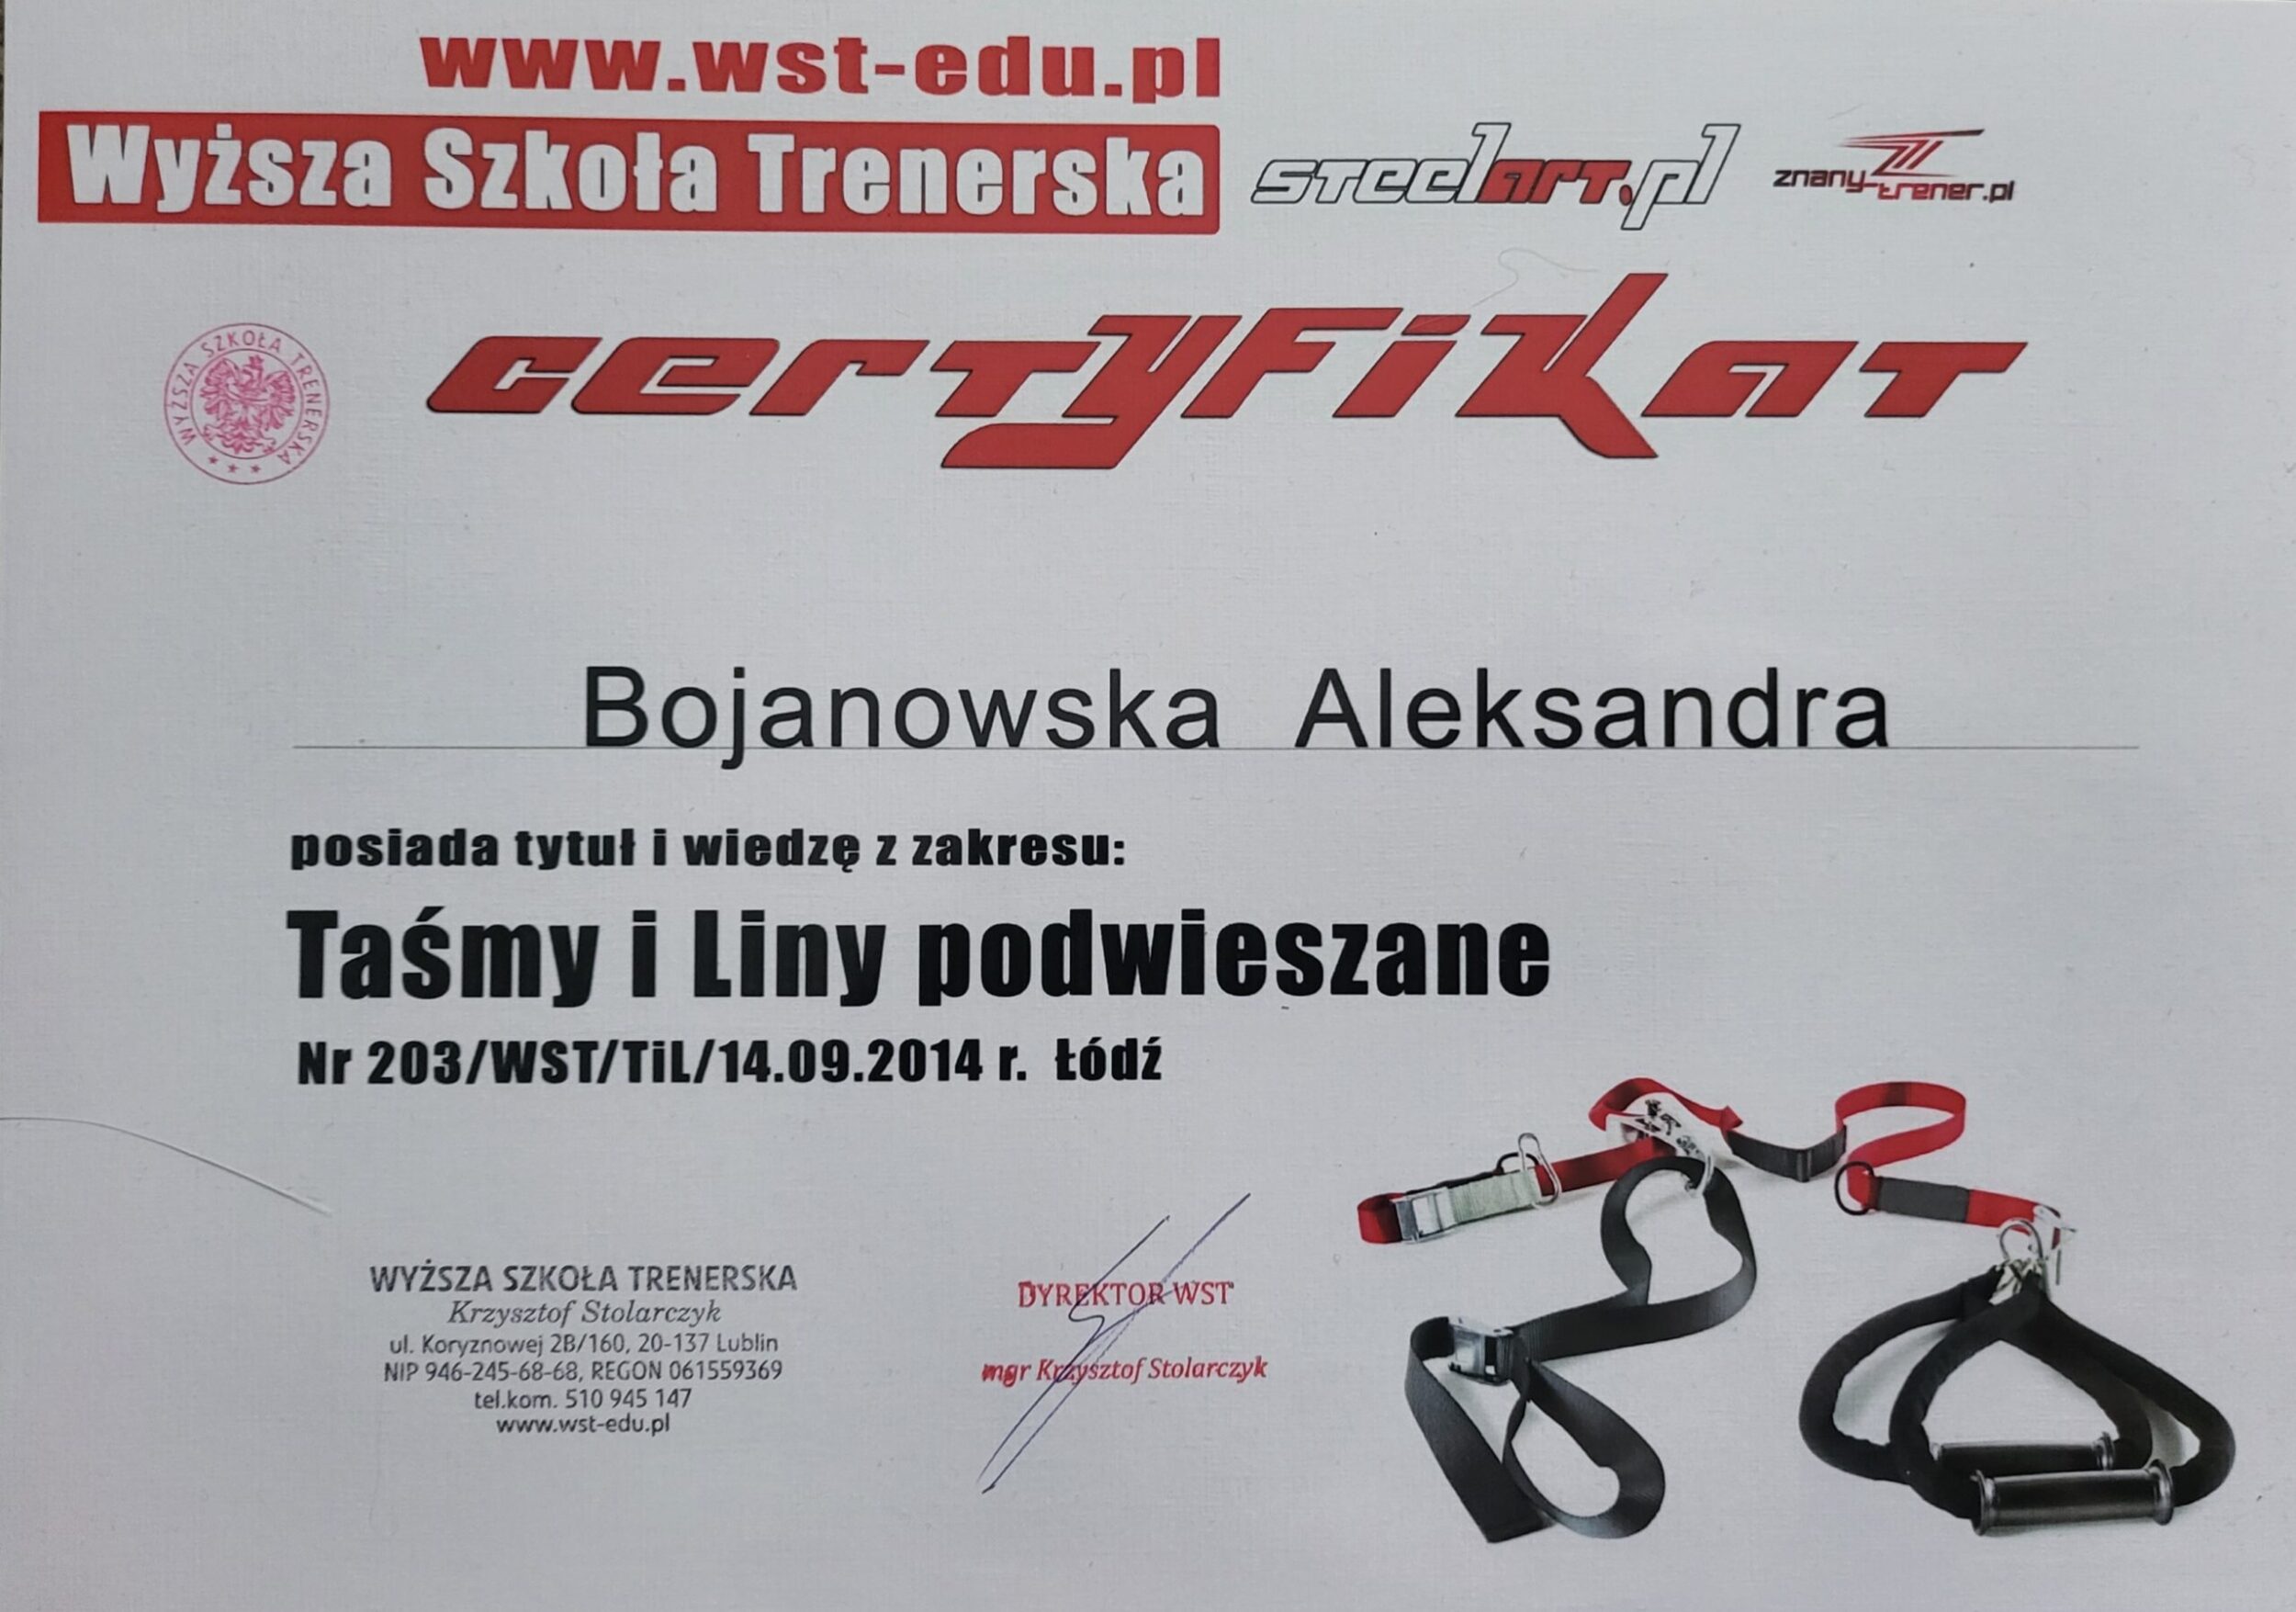 www.wst-edu.pl
Wyższa Szkoła Trenerska
steelart.pl
znany-trener.pl
certyfikat
WYŻSZA SZKOŁA TRENERSKA
Bojanowska Aleksandra
posiada tytuł i wiedzę z zakresu:
Taśmy i Liny podwieszane
Nr 203/WST/TiL/14.09.2014 r. Łódź
WYŻSZA SZKOŁA TRENERSKA
Krzysztof Stolarczyk
ul. Koryznowej 2B/160, 20-137 Lublin
NIP 946-245-68-68, REGON 061559369
tel.kom. 510 945 147
www.wst-edu.pl
DYREKTOR WST
mgr Krzysztof Stolarczyk